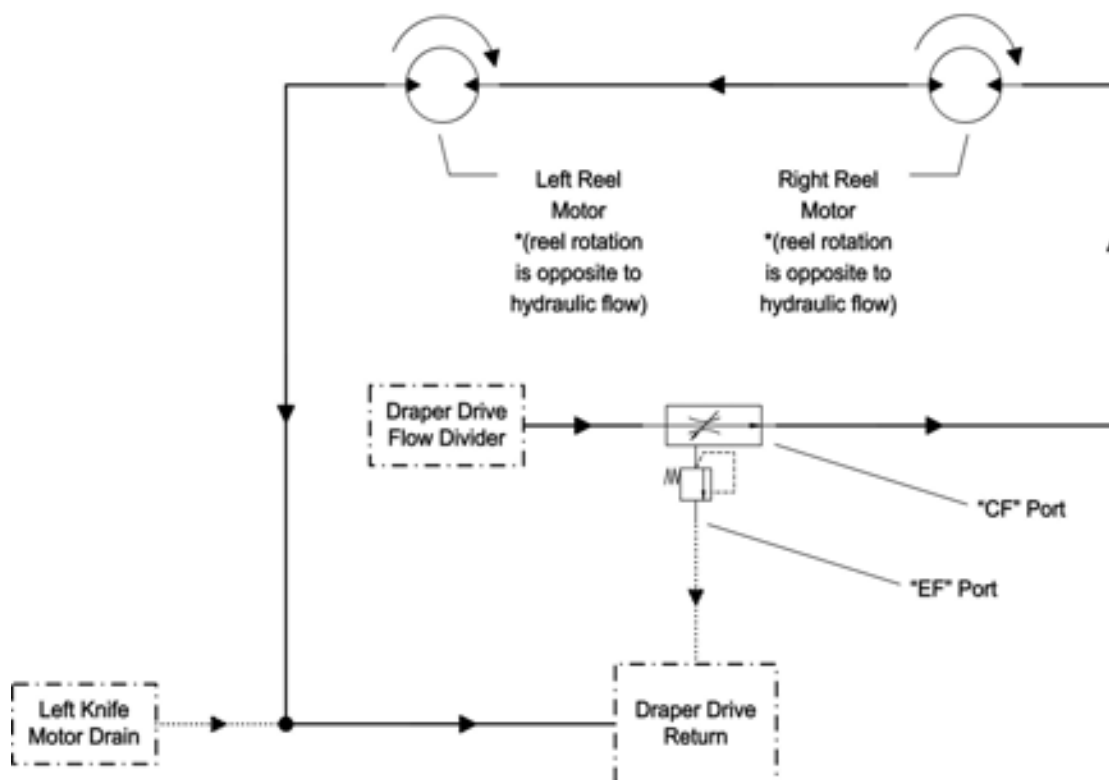 Left Reel
Motor
*(reel rotation
is opposite to
hydraulic flow)
Right Reel
Motor
*(reel rotation
is opposite to
hydraulic flow)
Draper Drive
Flow Divider
"CF" Port
"EF" Port
Left Knife
Motor Drain
Draper Drive
Return